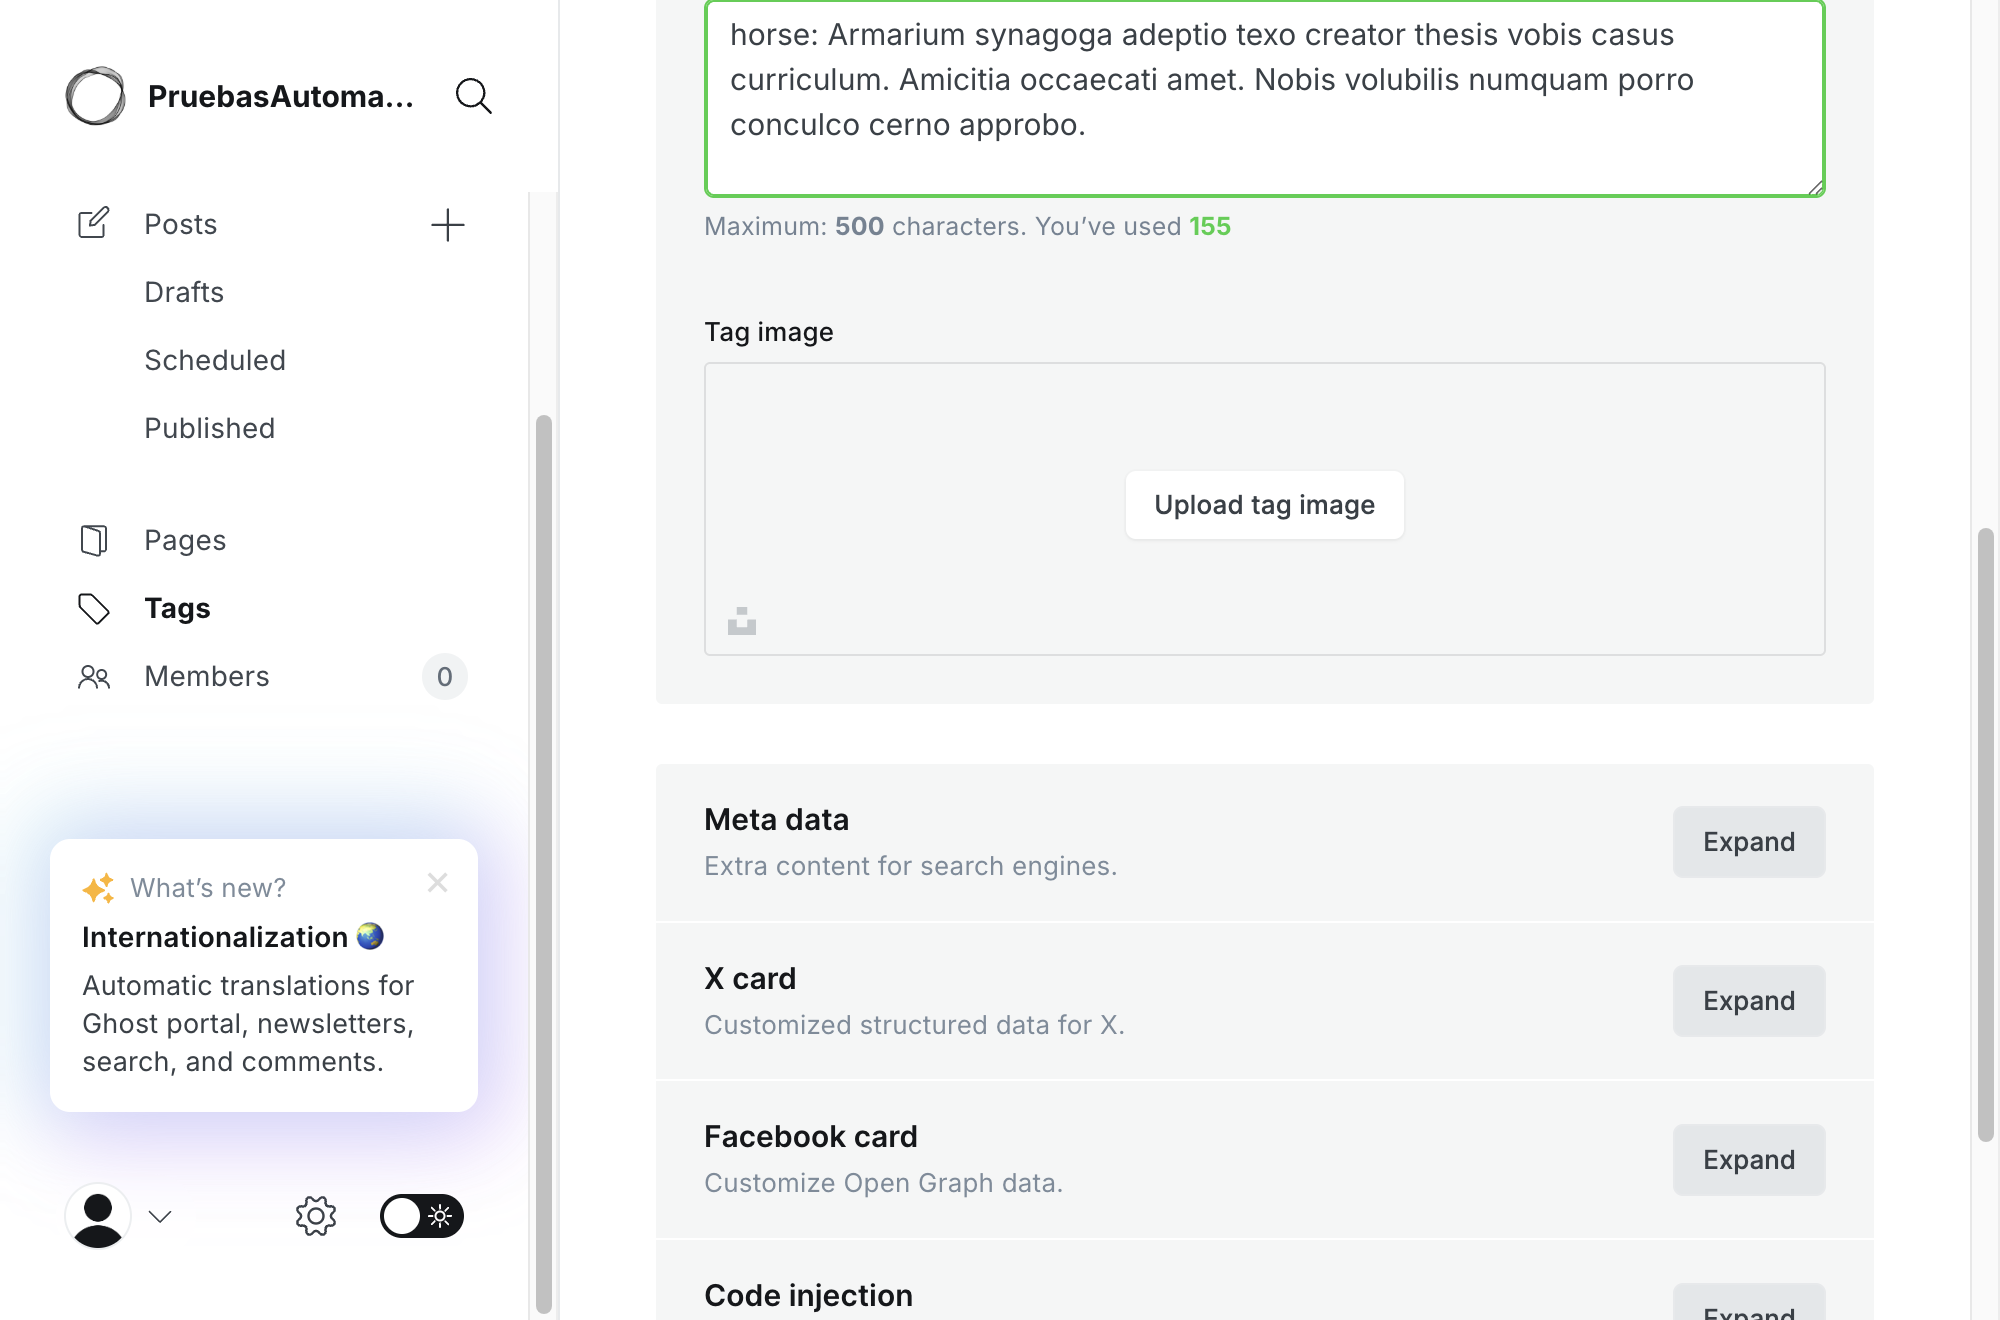 PruebasAutoma...
Posts
Drafts
Scheduled
Published
Pages
Tags
Members
0
What’s new?
Internationalization
Automatic translations for
Ghost portal, newsletters,
search, and comments.
horse: Armarium synagoga adeptio texo creator thesis vobis casus
curriculum. Amicitia occaecati amet. Nobis volubilis numquam porro
conculco cerno approbo.
Maximum: 500 characters. You’ve used 155
Tag image
Upload tag image
Meta data
Extra content for search engines.
Expand
X card
Customized structured data for X.
Expand
Facebook card
Customize Open Graph data.
Expand
Code injection
Expand